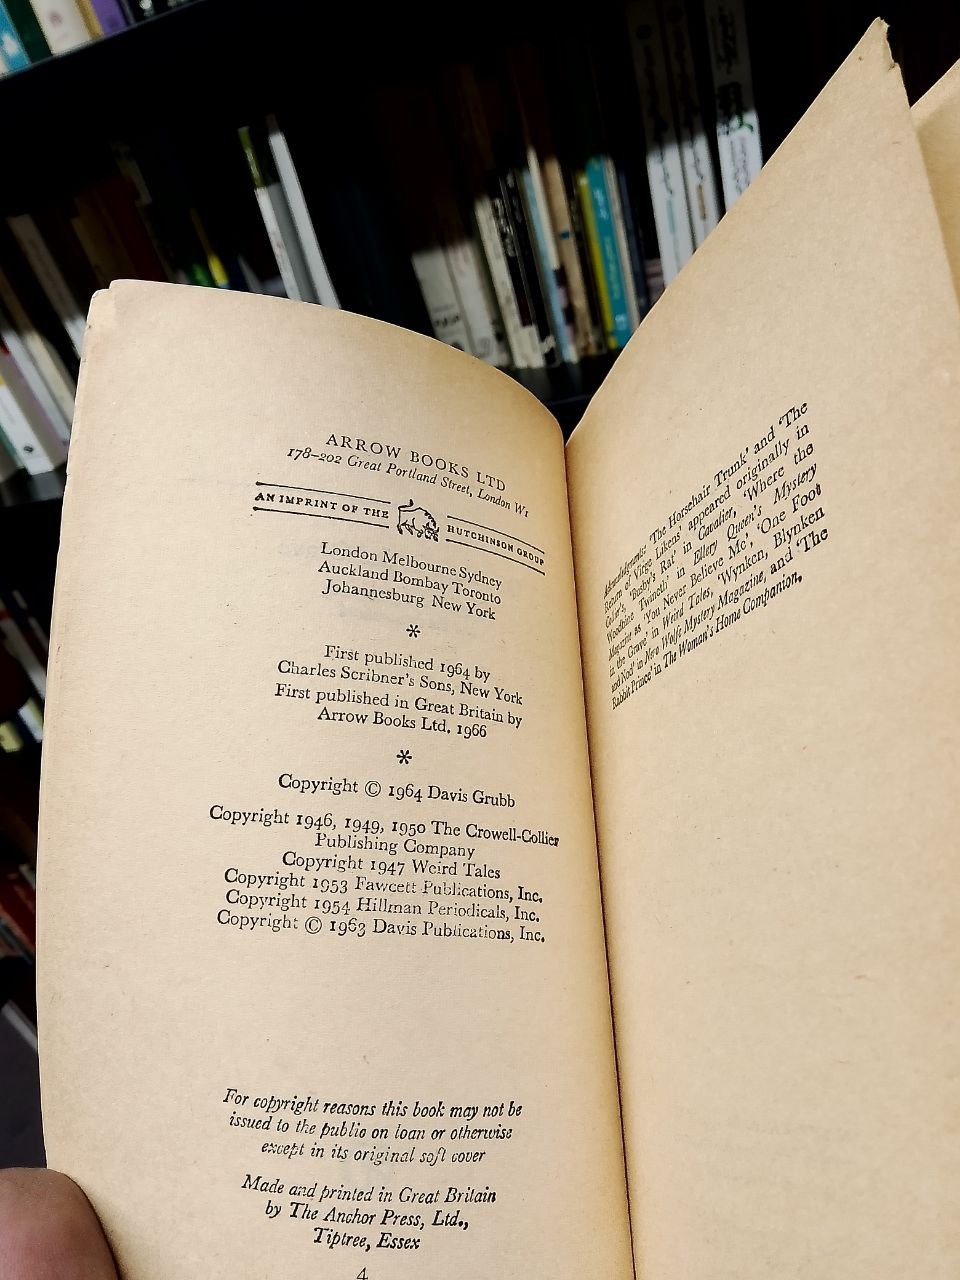 ARROW BOOKS LTD
178–202 Great Portland Street, London W1
AN IMPRINT OF THE HUTCHINSON GROUP
London Melbourne Sydney
Auckland Bombay Toronto
Johannesburg New York
*
First published 1964 by
Charles Scribner's Sons, New York
First published in Great Britain by
Arrow Books Ltd. 1966
*
Copyright © 1964 Davis Grubb
Copyright 1946, 1949, 1950 The Crowell-Collier
Publishing Company
Copyright 1947 Weird Tales
Copyright 1953 Fawcett Publications, Inc.
Copyright 1954 Hillman Periodicals, Inc.
Copyright © 1963 Davis Publications, Inc.
For copyright reasons this book may not be
issued to the public on loan or otherwise
except in its original soft cover
Made and printed in Great Britain
by The Anchor Press, Ltd.,
Tiptree, Essex
4
Acknowledgments: 'The Horsehair Trunk' and 'The
Return of Verge Likens' appeared originally in
Collier's, 'Busby's Rat' in Cavalier, 'Where the
Woodbine Twineth' in Ellery Queen's Mystery
Magazine as 'You Never Believe Me', 'One Foot
in the Grave' in Weird Tales, 'Wynken, Blynken
and Nod' in Nero Wolfe Mystery Magazine, and 'The
Rabbit Prince' in The Woman's Home Companion.